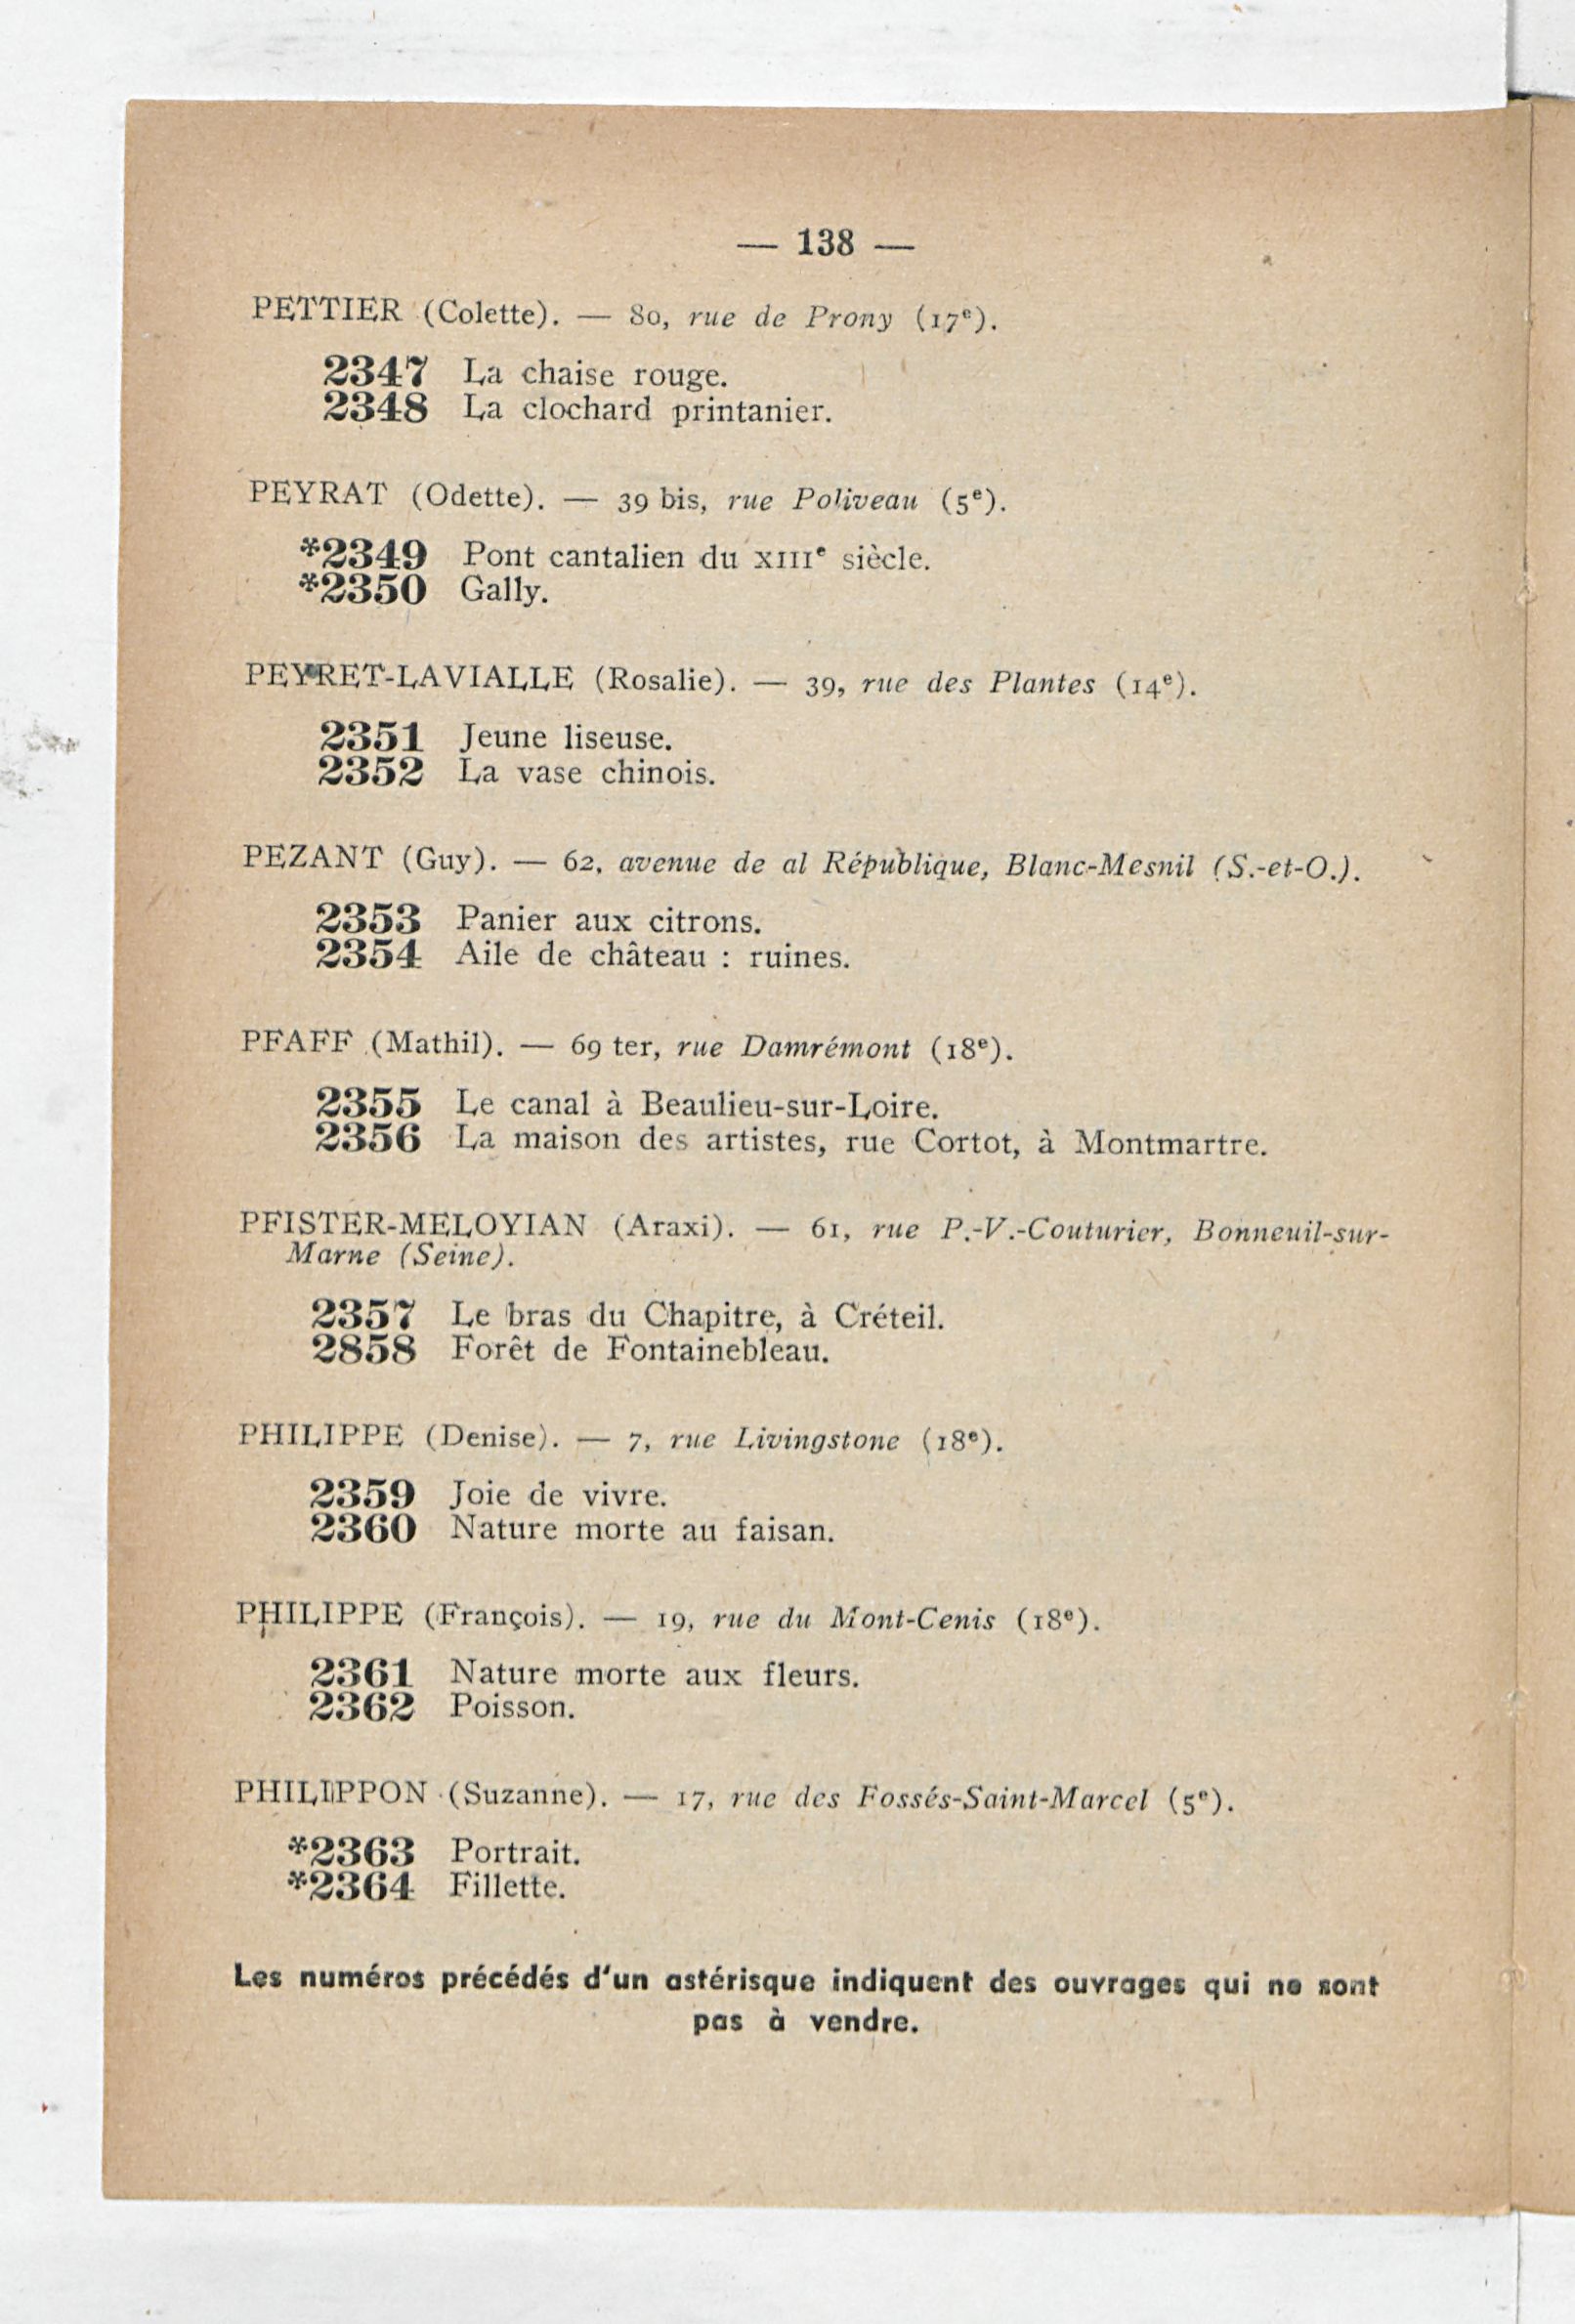 — 138 —
PETTIER (Colette). — 80, rue de Prony (17e).
2347 La chaise rouge.
2348 La clochard printanier.
PEYRAT (Odette). — 39 bis, rue Poliveau (5e).
*2349 Pont cantalien du XIIIe siècle.
*2350 Gally.
PEYRET-LAVIALLE (Rosalie). — 39, rue des Plantes (14e).
2351 Jeune liseuse.
2352 La vase chinois.
PEZANT (Guy). — 62, avenue de al République, Blanc-Mesnil (S.-et-O.).
2353 Panier aux citrons.
2354 Aile de château : ruines.
PFAFF (Mathil). — 69 ter, rue Damrémont (18e).
2355 Le canal à Beaulieu-sur-Loire.
2356 La maison des artistes, rue Cortot, à Montmartre.
PFISTER-MELOYIAN (Araxi). — 61, rue P.-V.-Couturier, Bonneuil-sur-
Marne (Seine).
2357 Le bras du Chapitre, à Créteil.
2858 Forêt de Fontainebleau.
PHILIPPE (Denise). — 7, rue Livingstone (18e).
2359 Joie de vivre.
2360 Nature morte au faisan.
PHILIPPE (François). — 19, rue du Mont-Cenis (18e).
2361 Nature morte aux fleurs.
2362 Poisson.
PHILIPPON (Suzanne). — 17, rue des Fossés-Saint-Marcel (5e).
*2363 Portrait.
*2364 Fillette.
Les numéros précédés d'un astérisque indiquent des ouvrages qui ne sont
pas à vendre.